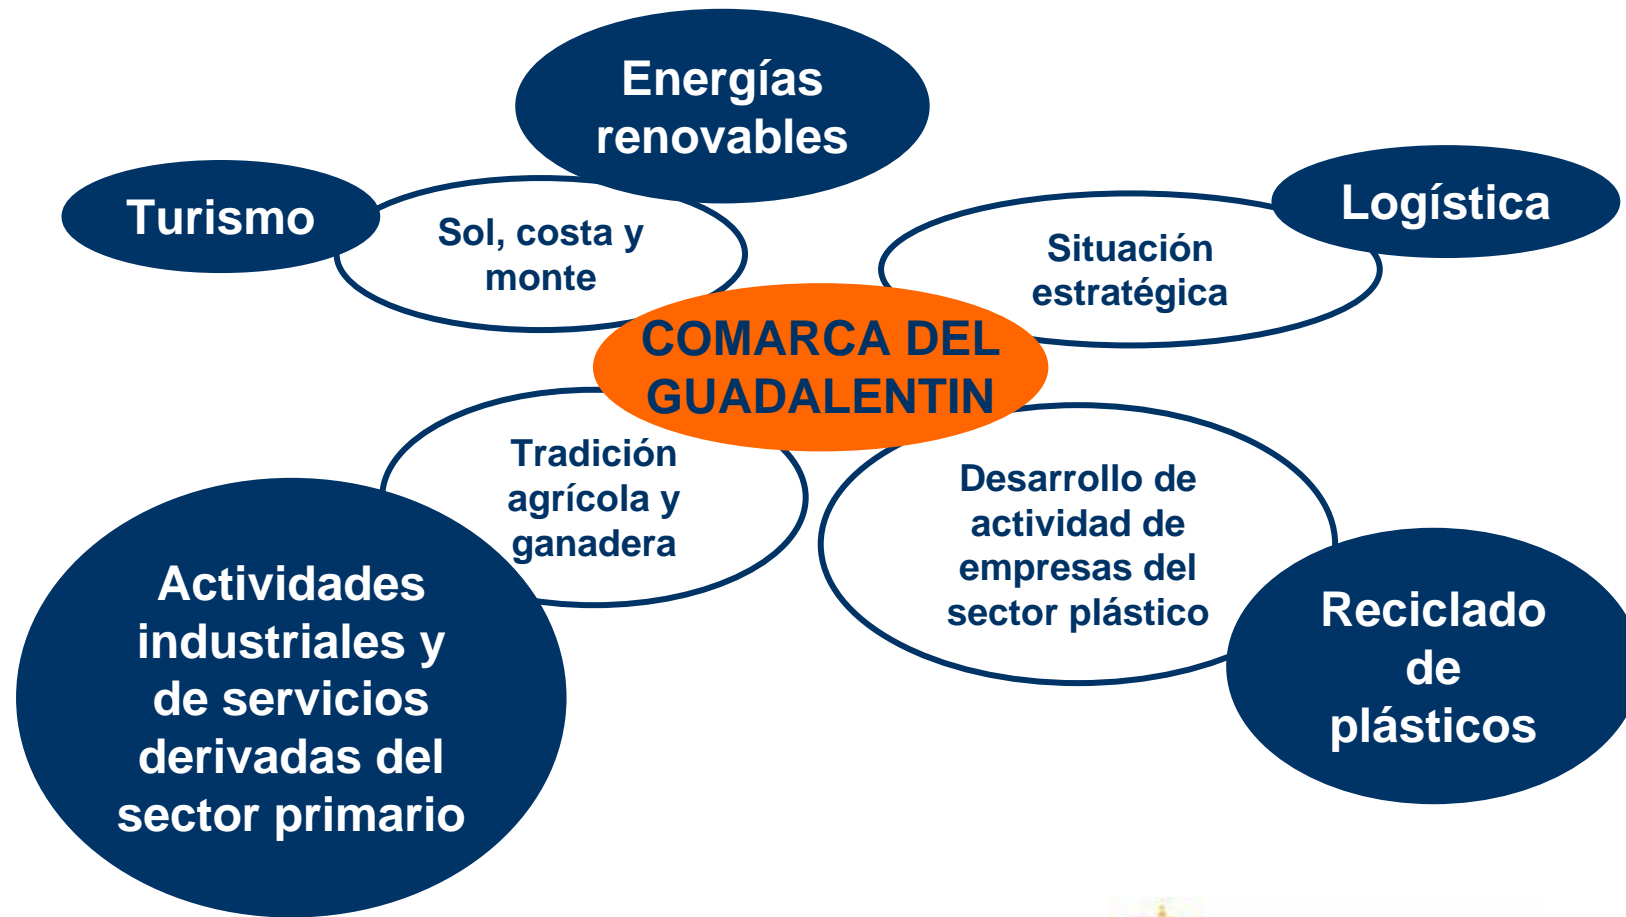 Energías
renovables
Turismo
Sol, costa y
monte
Logística
Situación
estratégica
COMARCA DEL
GUADALENTIN
Tradición
agrícola y
ganadera
Desarrollo de
actividad de
empresas del
sector plástico
Actividades
industriales y
de servicios
derivadas del
sector primario
Reciclado
de
plásticos